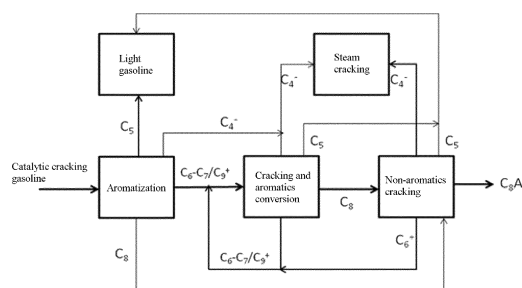 Light
gasoline
Steam
cracking
C₄⁻
C₄⁻
C₅
C₄⁻
C₅
C₅
Catalytic cracking
gasoline
Aromatization
C₆-C₇/C₉⁺
Cracking and
aromatics
conversion
C₈
Non-aromatics
cracking
C₈A
C₈
C₆-C₇/C₉⁺
C₆⁺